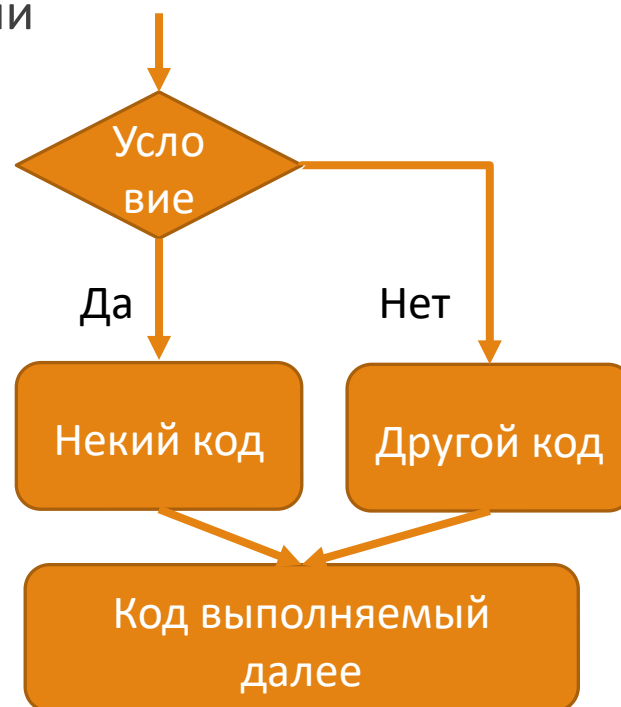 Усло
вие
Да
Нет
Некий код
Другой код
Код выполняемый
далее